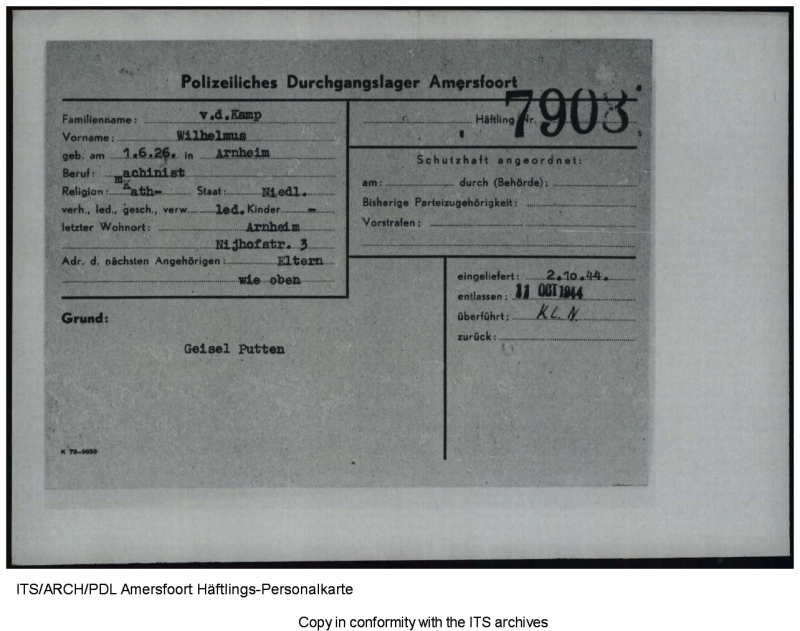 Polizeiliches Durchgangslager Amersfoort
Familienname: v.d.Kamp
Vorname: Wilhelmus
geb. am 1.6.26. in Arnheim
Beruf: machinist
Religion: Kath- Staat: Niedl.
verh., led., gesch., verw. led. Kinder -
letzter Wohnort: Arnheim
Nijhofstr. 3
Adr. d. nächsten Angehörigen: Eltern
wie oben
Häftling Nr. 7903
Schutzhaft angeordnet:
am: durch (Behörde):
Bisherige Parteizugehörigkeit:
Vorstrafen:
Grund:
Geisel Putten
eingeliefert: 2.10.44.
entlassen: 11 OCT 1944
überführt: KL. N.
zurück:
K 78-9959
ITS/ARCH/PDL Amersfoort Häftlings-Personalkarte
Copy in conformity with the ITS archives